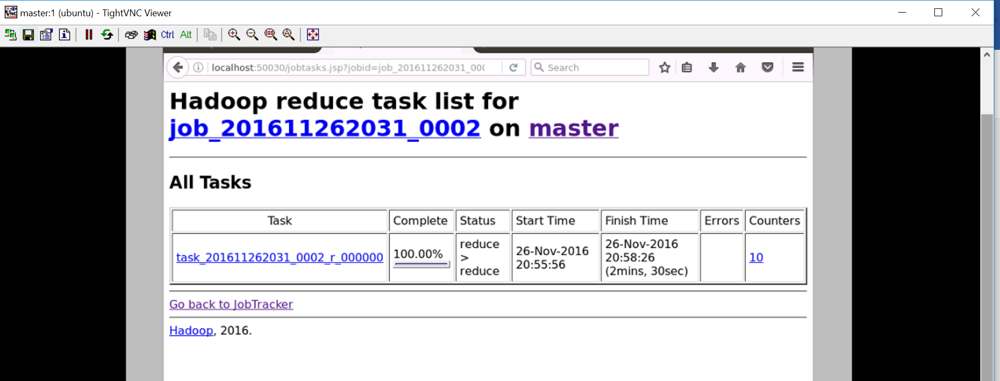 master:1 (ubuntu) - TightVNC Viewer
Ctrl Alt
localhost:50030/jobtasks.jsp?jobid=job_201611262031_00(
Search
Hadoop reduce task list for
job_201611262031_0002 on master
All Tasks
Task Complete Status Start Time Finish Time Errors Counters
task_201611262031_0002_r_000000
100.00%
reduce
>
reduce
26-Nov-2016
20:55:56
26-Nov-2016
20:58:26
(2mins, 30sec)
10
Go back to JobTracker
Hadoop, 2016.